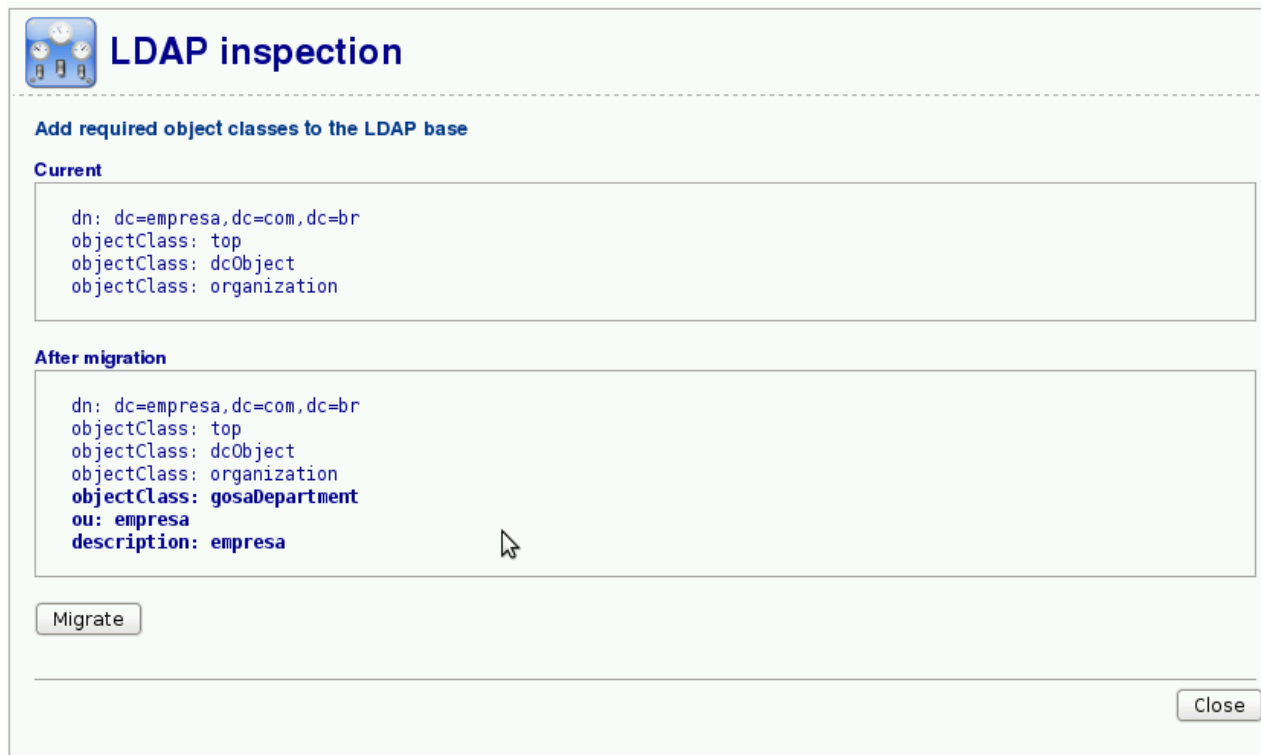 LDAP inspection
Add required object classes to the LDAP base
Current
dn: dc=empresa,dc=com,dc=br
objectClass: top
objectClass: dcObject
objectClass: organization
After migration
dn: dc=empresa,dc=com,dc=br
objectClass: top
objectClass: dcObject
objectClass: organization
objectClass: gosaDepartment
ou: empresa
description: empresa
Migrate
Close